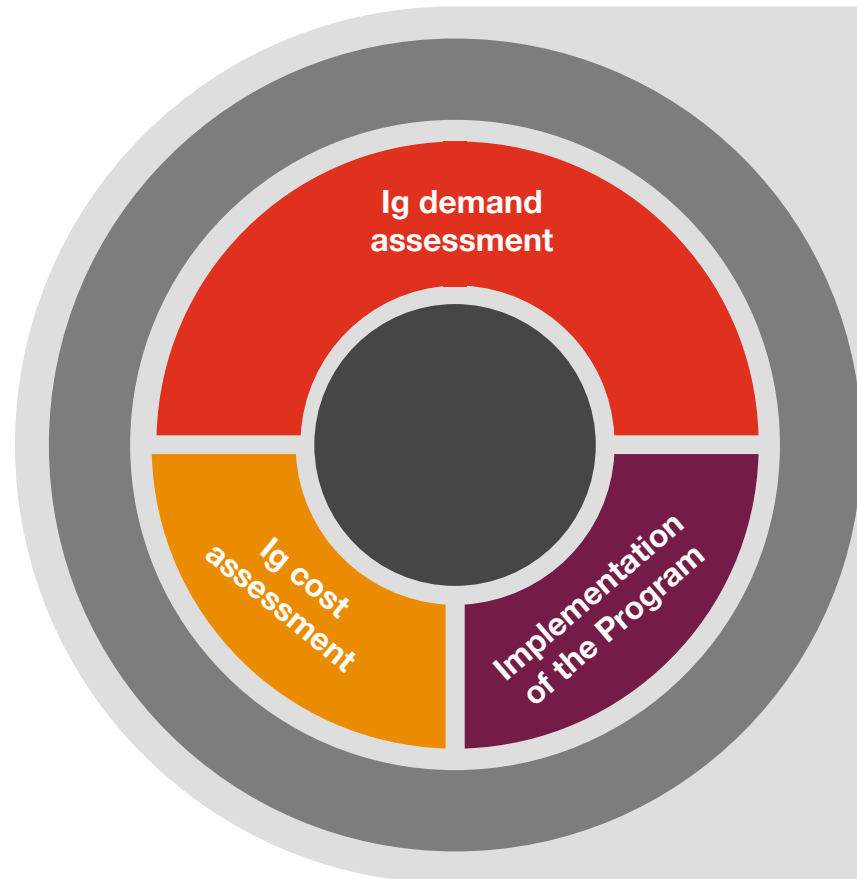 Ig demand
assessment
Ig cost
assessment
Implementation
of the Program